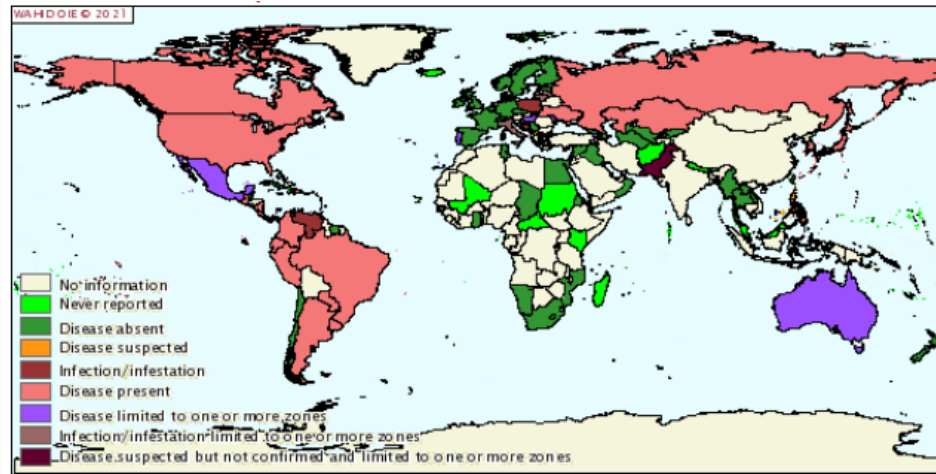 WAHIDOIE © 2021
No information
Never reported
Disease absent
Disease suspected
Infection/infestation
Disease present
Disease limited to one or more zones
Infection/infestation limited to one or more zones
Disease suspected but not confirmed and limited to one or more zones